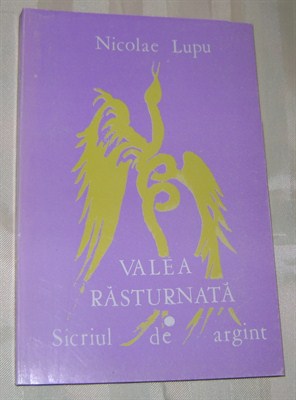 Nicolae Lupu
VALEA
RĂSTURNATĂ
Sicriul de argint